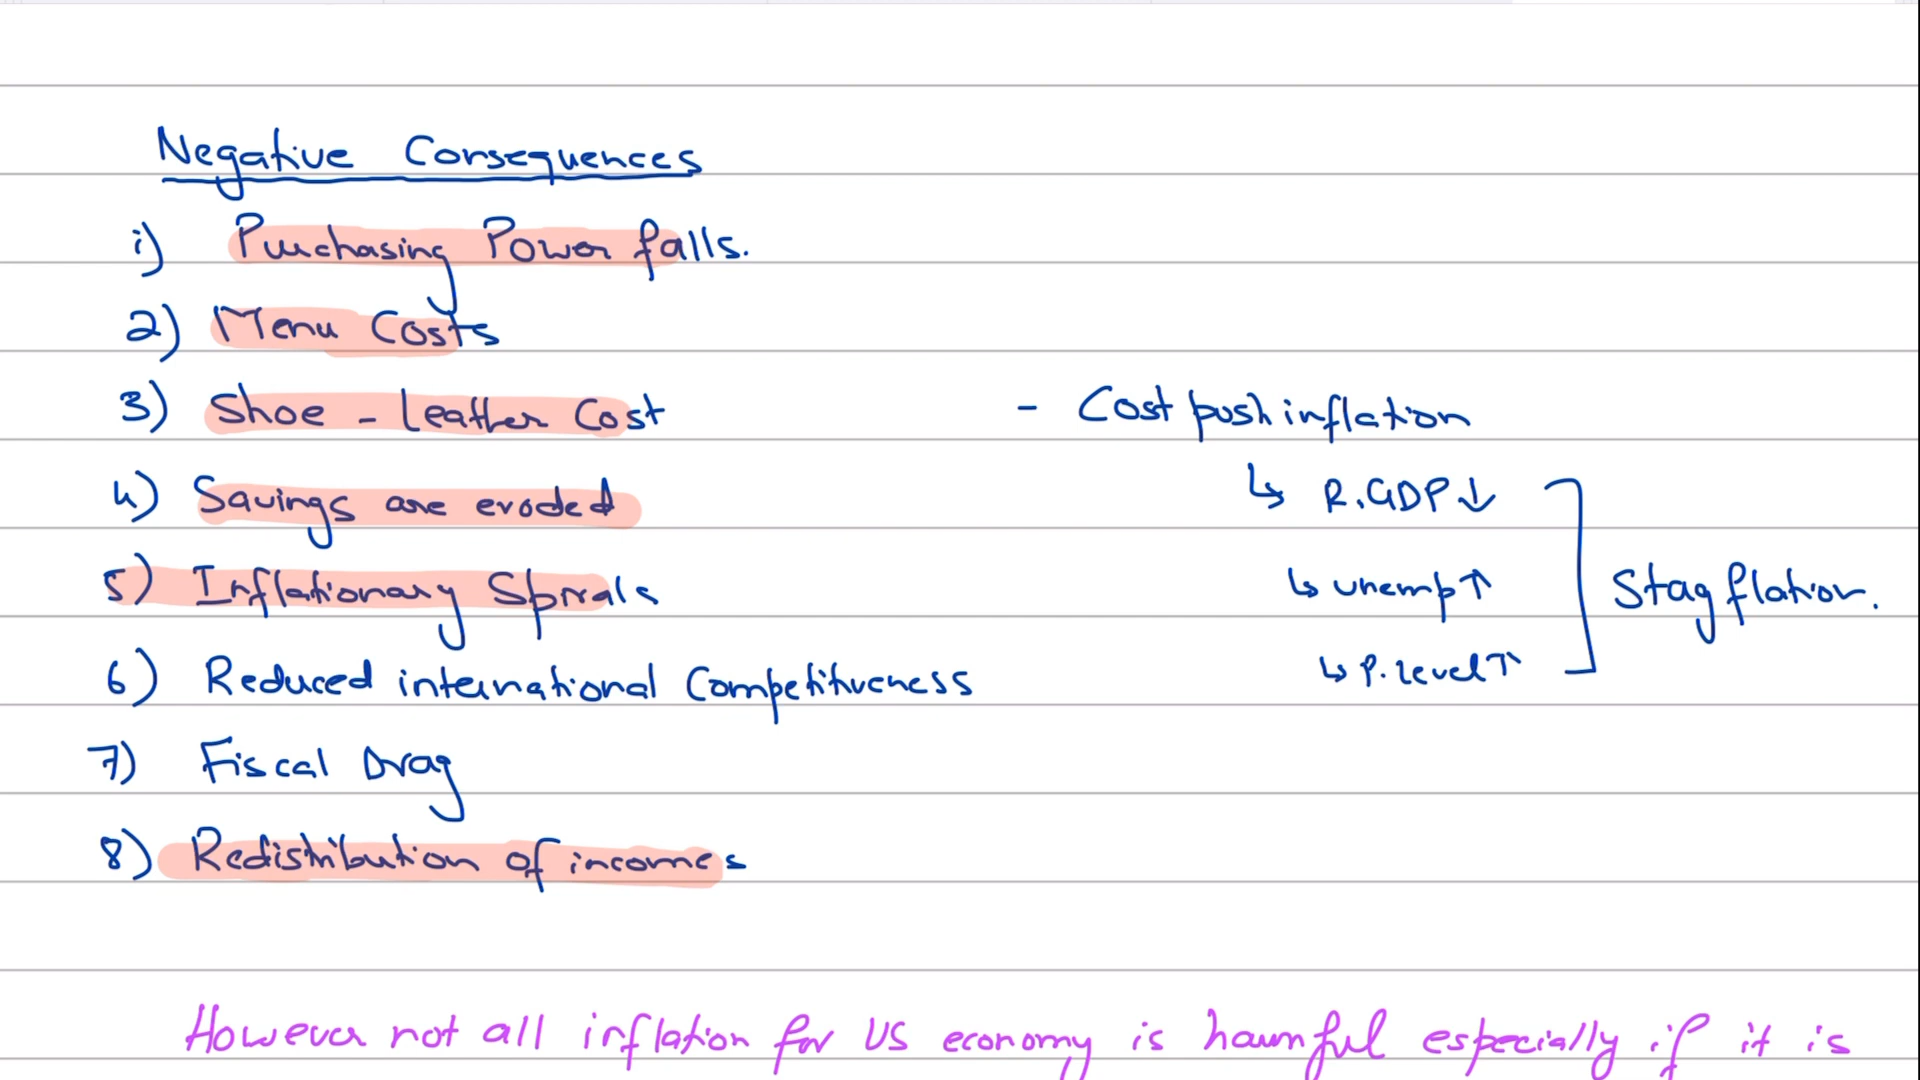 Negative Consequences
i) Purchasing Power falls.
2) Menu Costs
3) Shoe - leather Cost
4) Savings are eroded
5) Inflationary Spirals
6) Reduced international Competitiveness
7) Fiscal Drag
8) Redistribution of incomes
- Cost push inflation
↳ R.GDP↓
↳ unemp↑
↳ P.level↑
Stagflation.
However not all inflation for US economy is harmful especially if it is